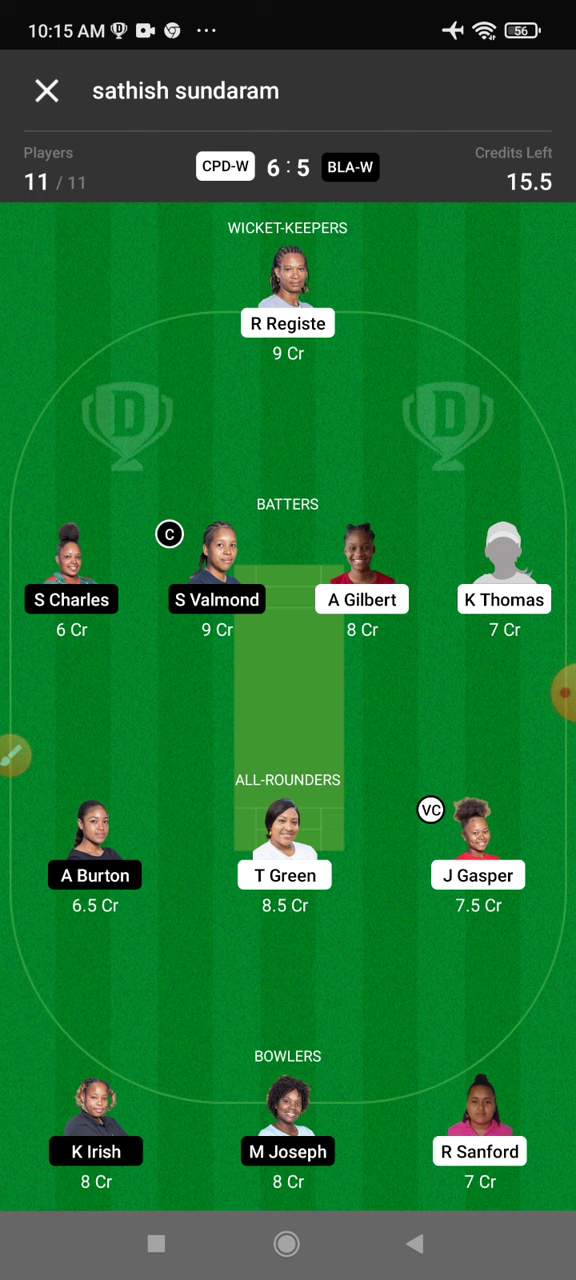 10:15 AM ... 56
sathish sundaram
Players
11 / 11
CPD-W 6 : 5 BLA-W
Credits Left
15.5
WICKET-KEEPERS
R Registe
9 Cr
D D
BATTERS
C
S Charles S Valmond A Gilbert K Thomas
6 Cr 9 Cr 8 Cr 7 Cr
ALL-ROUNDERS
VC
A Burton T Green J Gasper
6.5 Cr 8.5 Cr 7.5 Cr
BOWLERS
K Irish M Joseph R Sanford
8 Cr 8 Cr 7 Cr